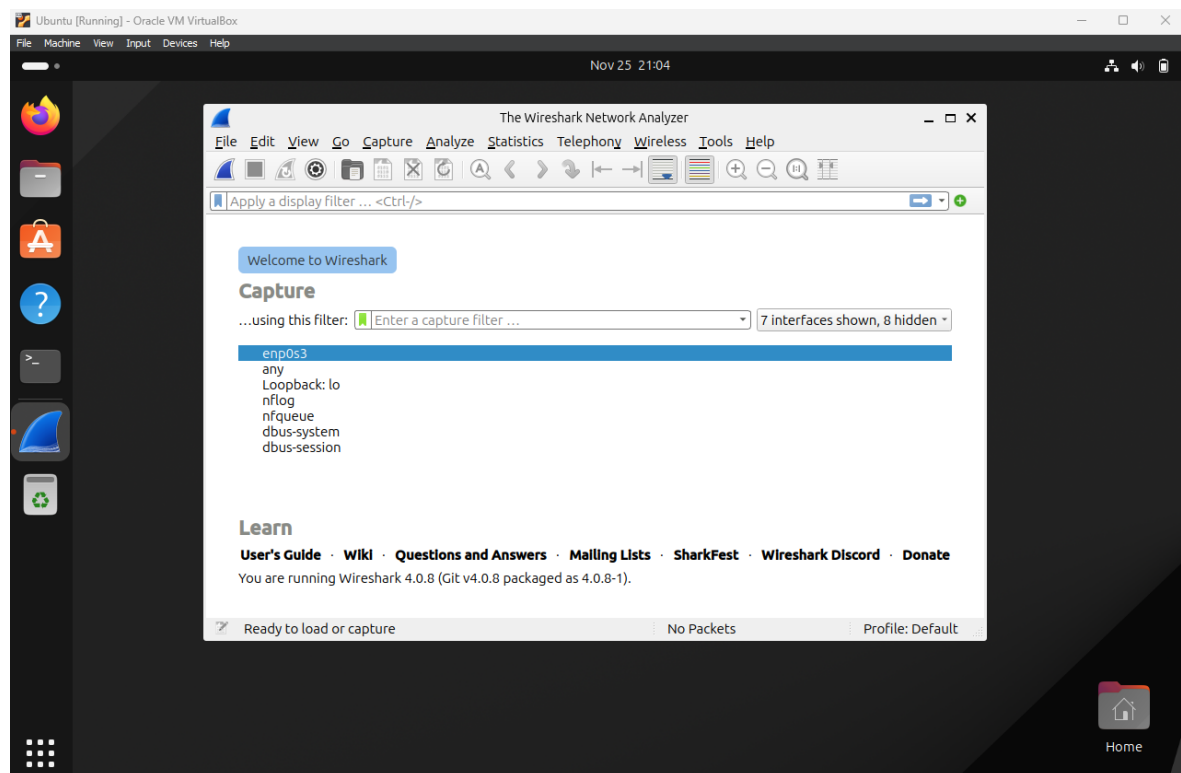 Ubuntu [Running] - Oracle VM VirtualBox
File Machine View Input Devices Help
Nov 25 21:04
The Wireshark Network Analyzer
File Edit View Go Capture Analyze Statistics Telephony Wireless Tools Help
Apply a display filter … <Ctrl-/>
Welcome to Wireshark
Capture
…using this filter: Enter a capture filter … 7 interfaces shown, 8 hidden
enp0s3
any
Loopback: lo
nflog
nfqueue
dbus-system
dbus-session
Learn
User's Guide · Wiki · Questions and Answers · Mailing Lists · SharkFest · Wireshark Discord · Donate
You are running Wireshark 4.0.8 (Git v4.0.8 packaged as 4.0.8-1).
Ready to load or capture No Packets Profile: Default
Home